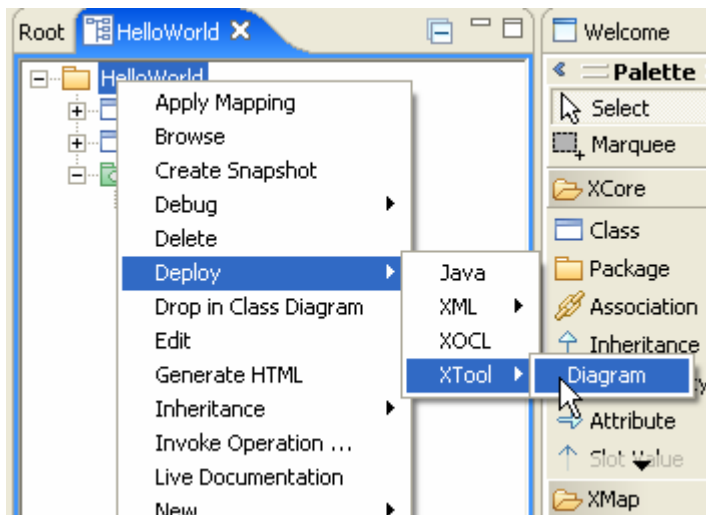 Root HelloWorld
HelloWorld
Apply Mapping
Browse
Create Snapshot
Debug
Delete
Deploy
Drop in Class Diagram
Edit
Generate HTML
Inheritance
Invoke Operation ...
Live Documentation
New
Java
XML
XOCL
XTool
Diagram
Welcome
Palette
Select
Marquee
XCore
Class
Package
Association
Inheritance
Attribute
Slot Value
XMap